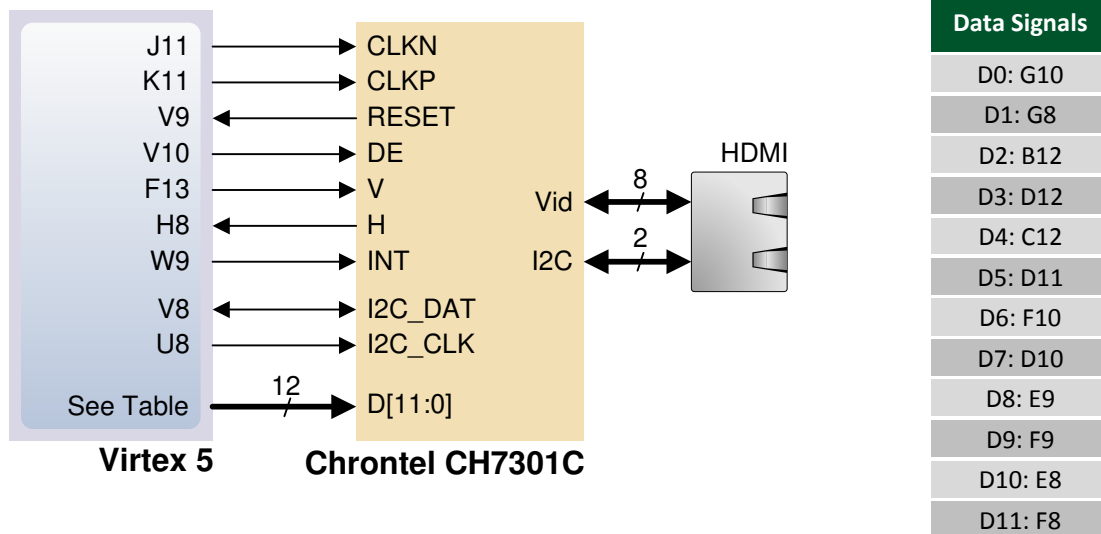 J11 CLKN
K11 CLKP
V9 RESET
V10 DE
F13 V
H8 H
W9 INT
V8 I2C_DAT
U8 I2C_CLK
See Table 12 D[11:0]
Vid 8
I2C 2
HDMI
Virtex 5 Chrontel CH7301C
Data Signals
D0: G10
D1: G8
D2: B12
D3: D12
D4: C12
D5: D11
D6: F10
D7: D10
D8: E9
D9: F9
D10: E8
D11: F8